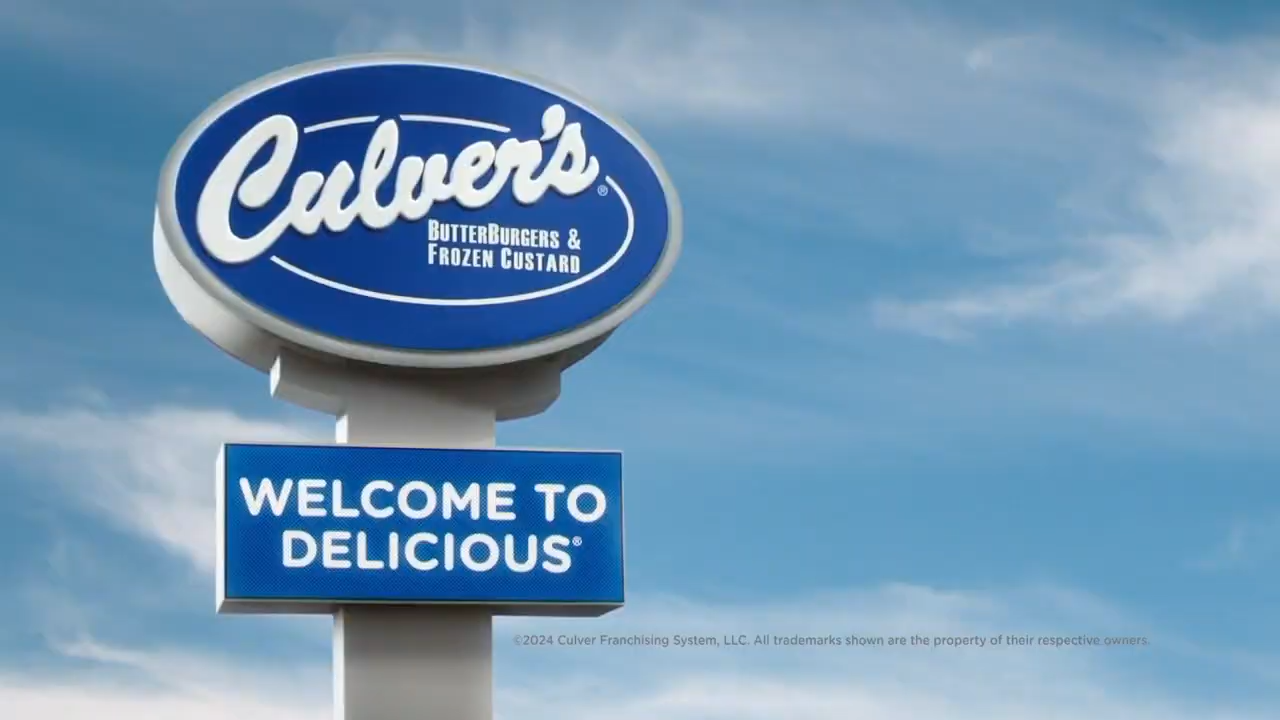 Culver's®
ButterBurgers &
Frozen Custard
WELCOME TO
DELICIOUS®
©2024 Culver Franchising System, LLC. All trademarks shown are the property of their respective owners.